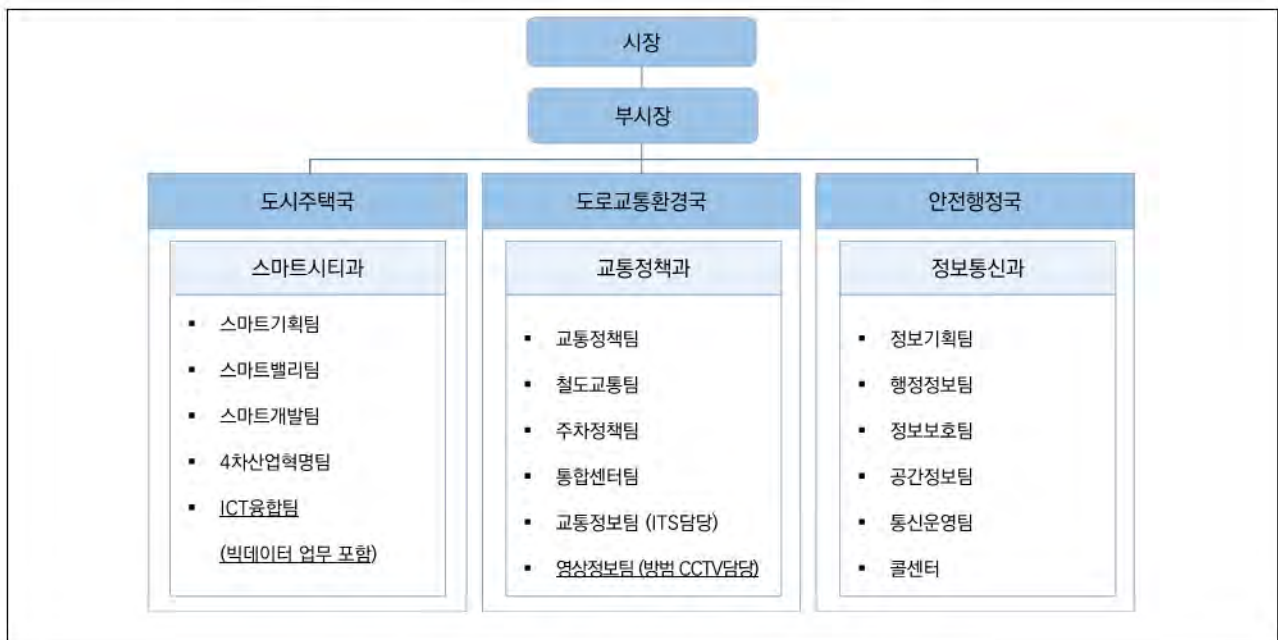 시장
부시장
도시주택국
스마트시티과
▪ 스마트기획팀
▪ 스마트밸리팀
▪ 스마트개발팀
▪ 4차산업혁명팀
▪ ICT융합팀
(빅데이터 업무 포함)
도로교통환경국
교통정책과
▪ 교통정책팀
▪ 철도교통팀
▪ 주차정책팀
▪ 통합센터팀
▪ 교통정보팀 (ITS담당)
▪ 영상정보팀 (방범 CCTV담당)
안전행정국
정보통신과
▪ 정보기획팀
▪ 행정정보팀
▪ 정보보호팀
▪ 공간정보팀
▪ 통신운영팀
▪ 콜센터